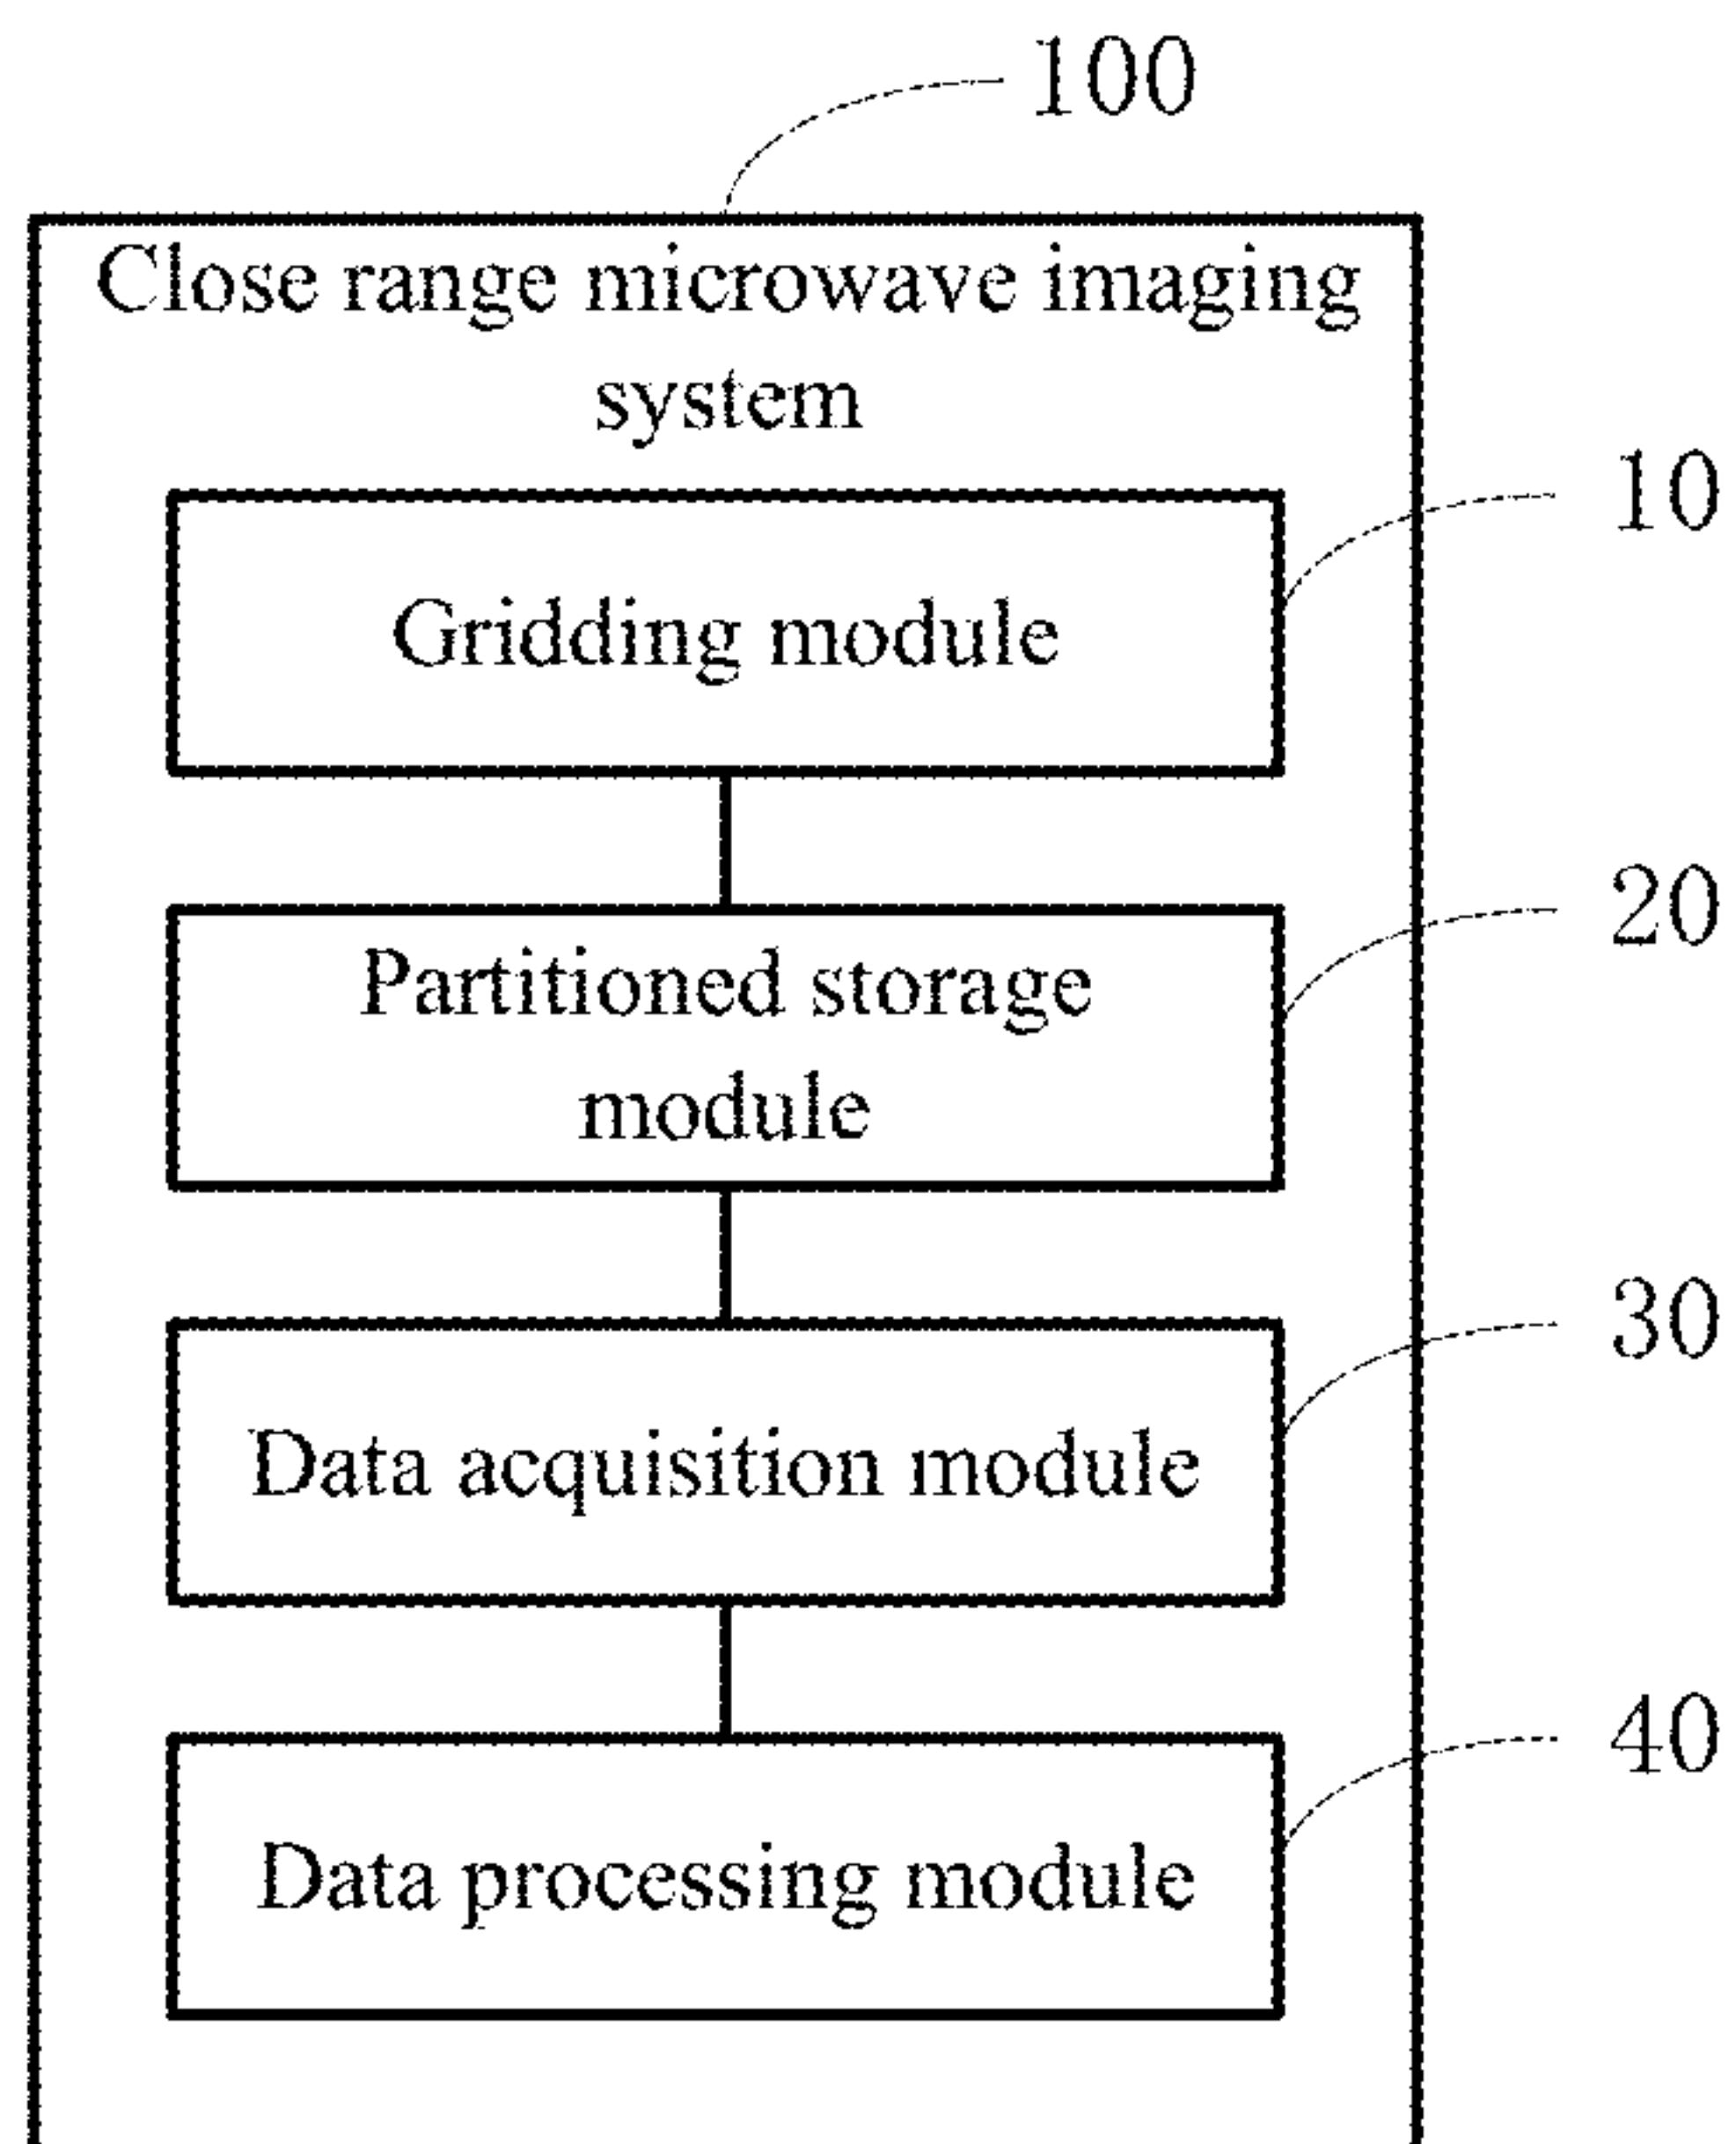 100
Close range microwave imaging
system
10
Gridding module
20
Partitioned storage
module
30
Data acquisition module
40
Data processing module